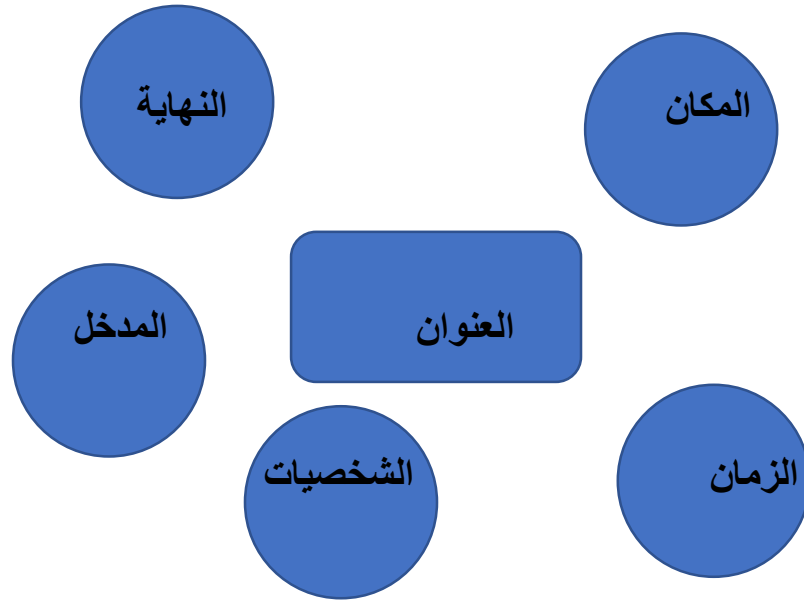 المكان
النهاية
العنوان
المدخل
الزمان
الشخصيات